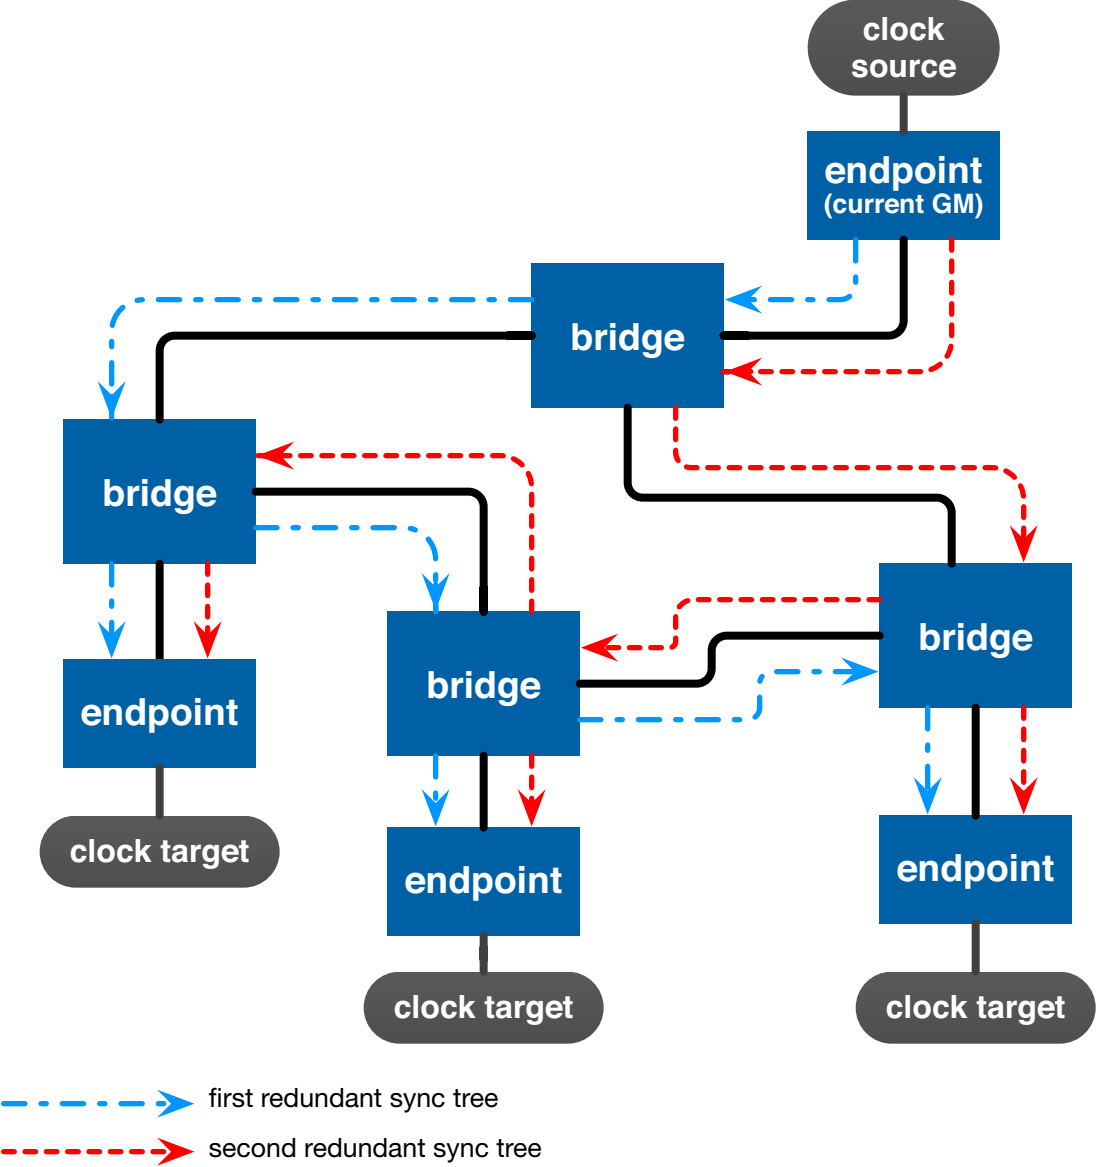 clock
source
endpoint
(current GM)
bridge
bridge
bridge
bridge
endpoint
clock target
endpoint
endpoint
clock target
clock target
first redundant sync tree
second redundant sync tree